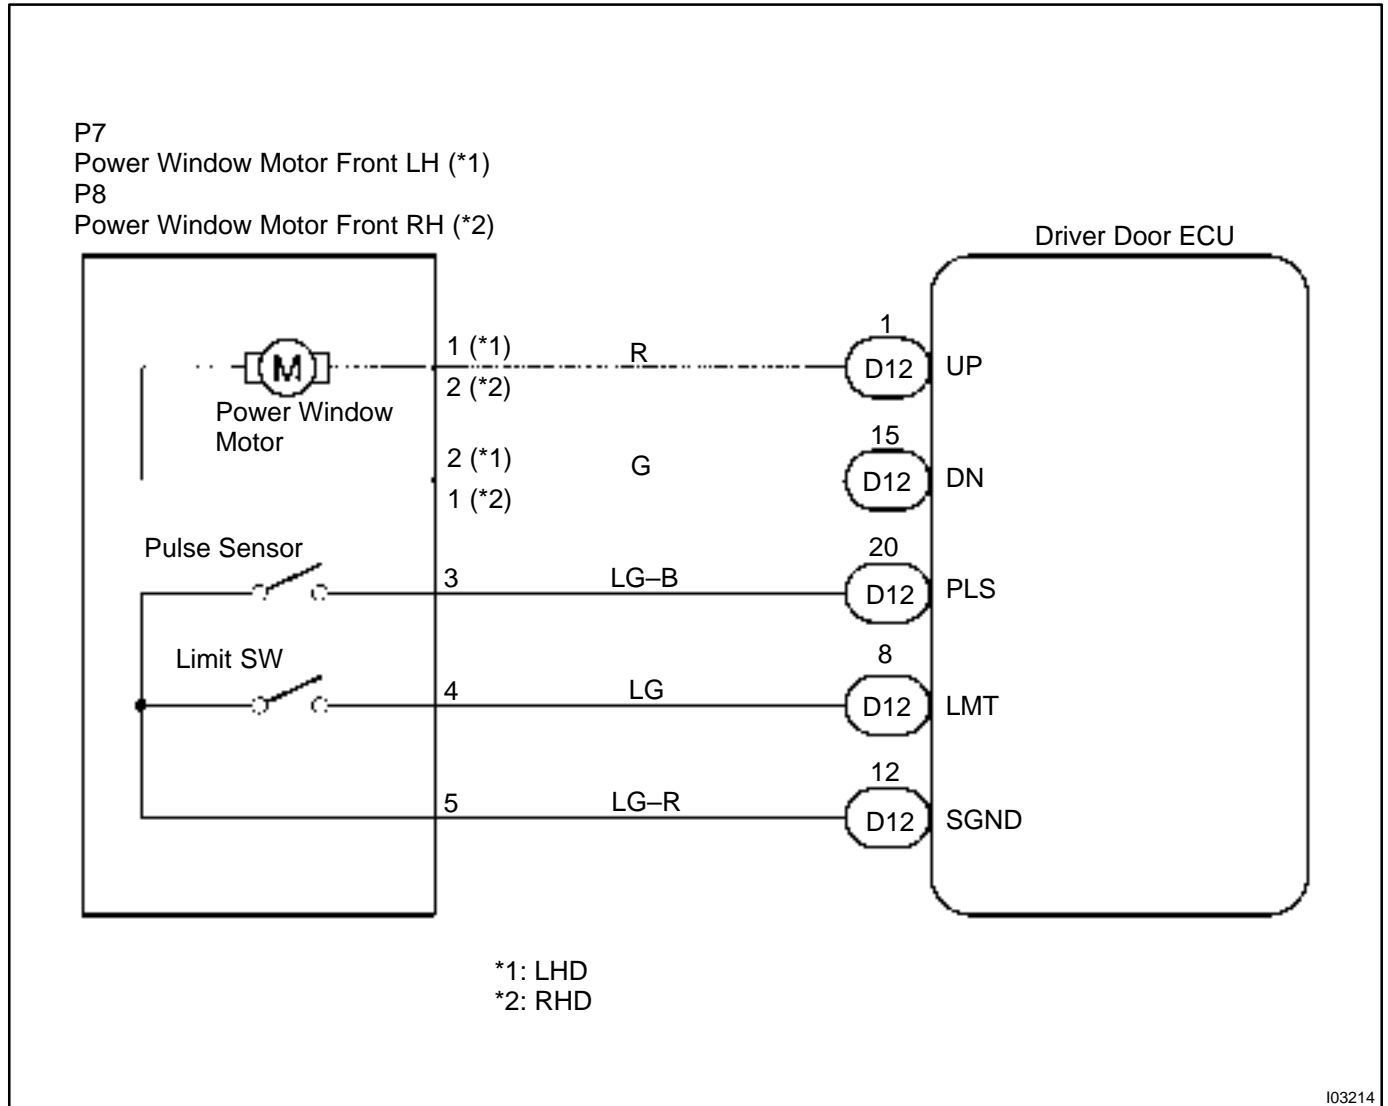 P7
Power Window Motor Front LH (*1)
P8
Power Window Motor Front RH (*2)
Driver Door ECU
M
Power Window
Motor
1 (*1)
2 (*2)
R
1
D12
UP
2 (*1)
1 (*2)
G
15
D12
DN
Pulse Sensor
3
LG–B
20
D12
PLS
Limit SW
4
LG
8
D12
LMT
5
LG–R
12
D12
SGND
*1: LHD
*2: RHD
I03214